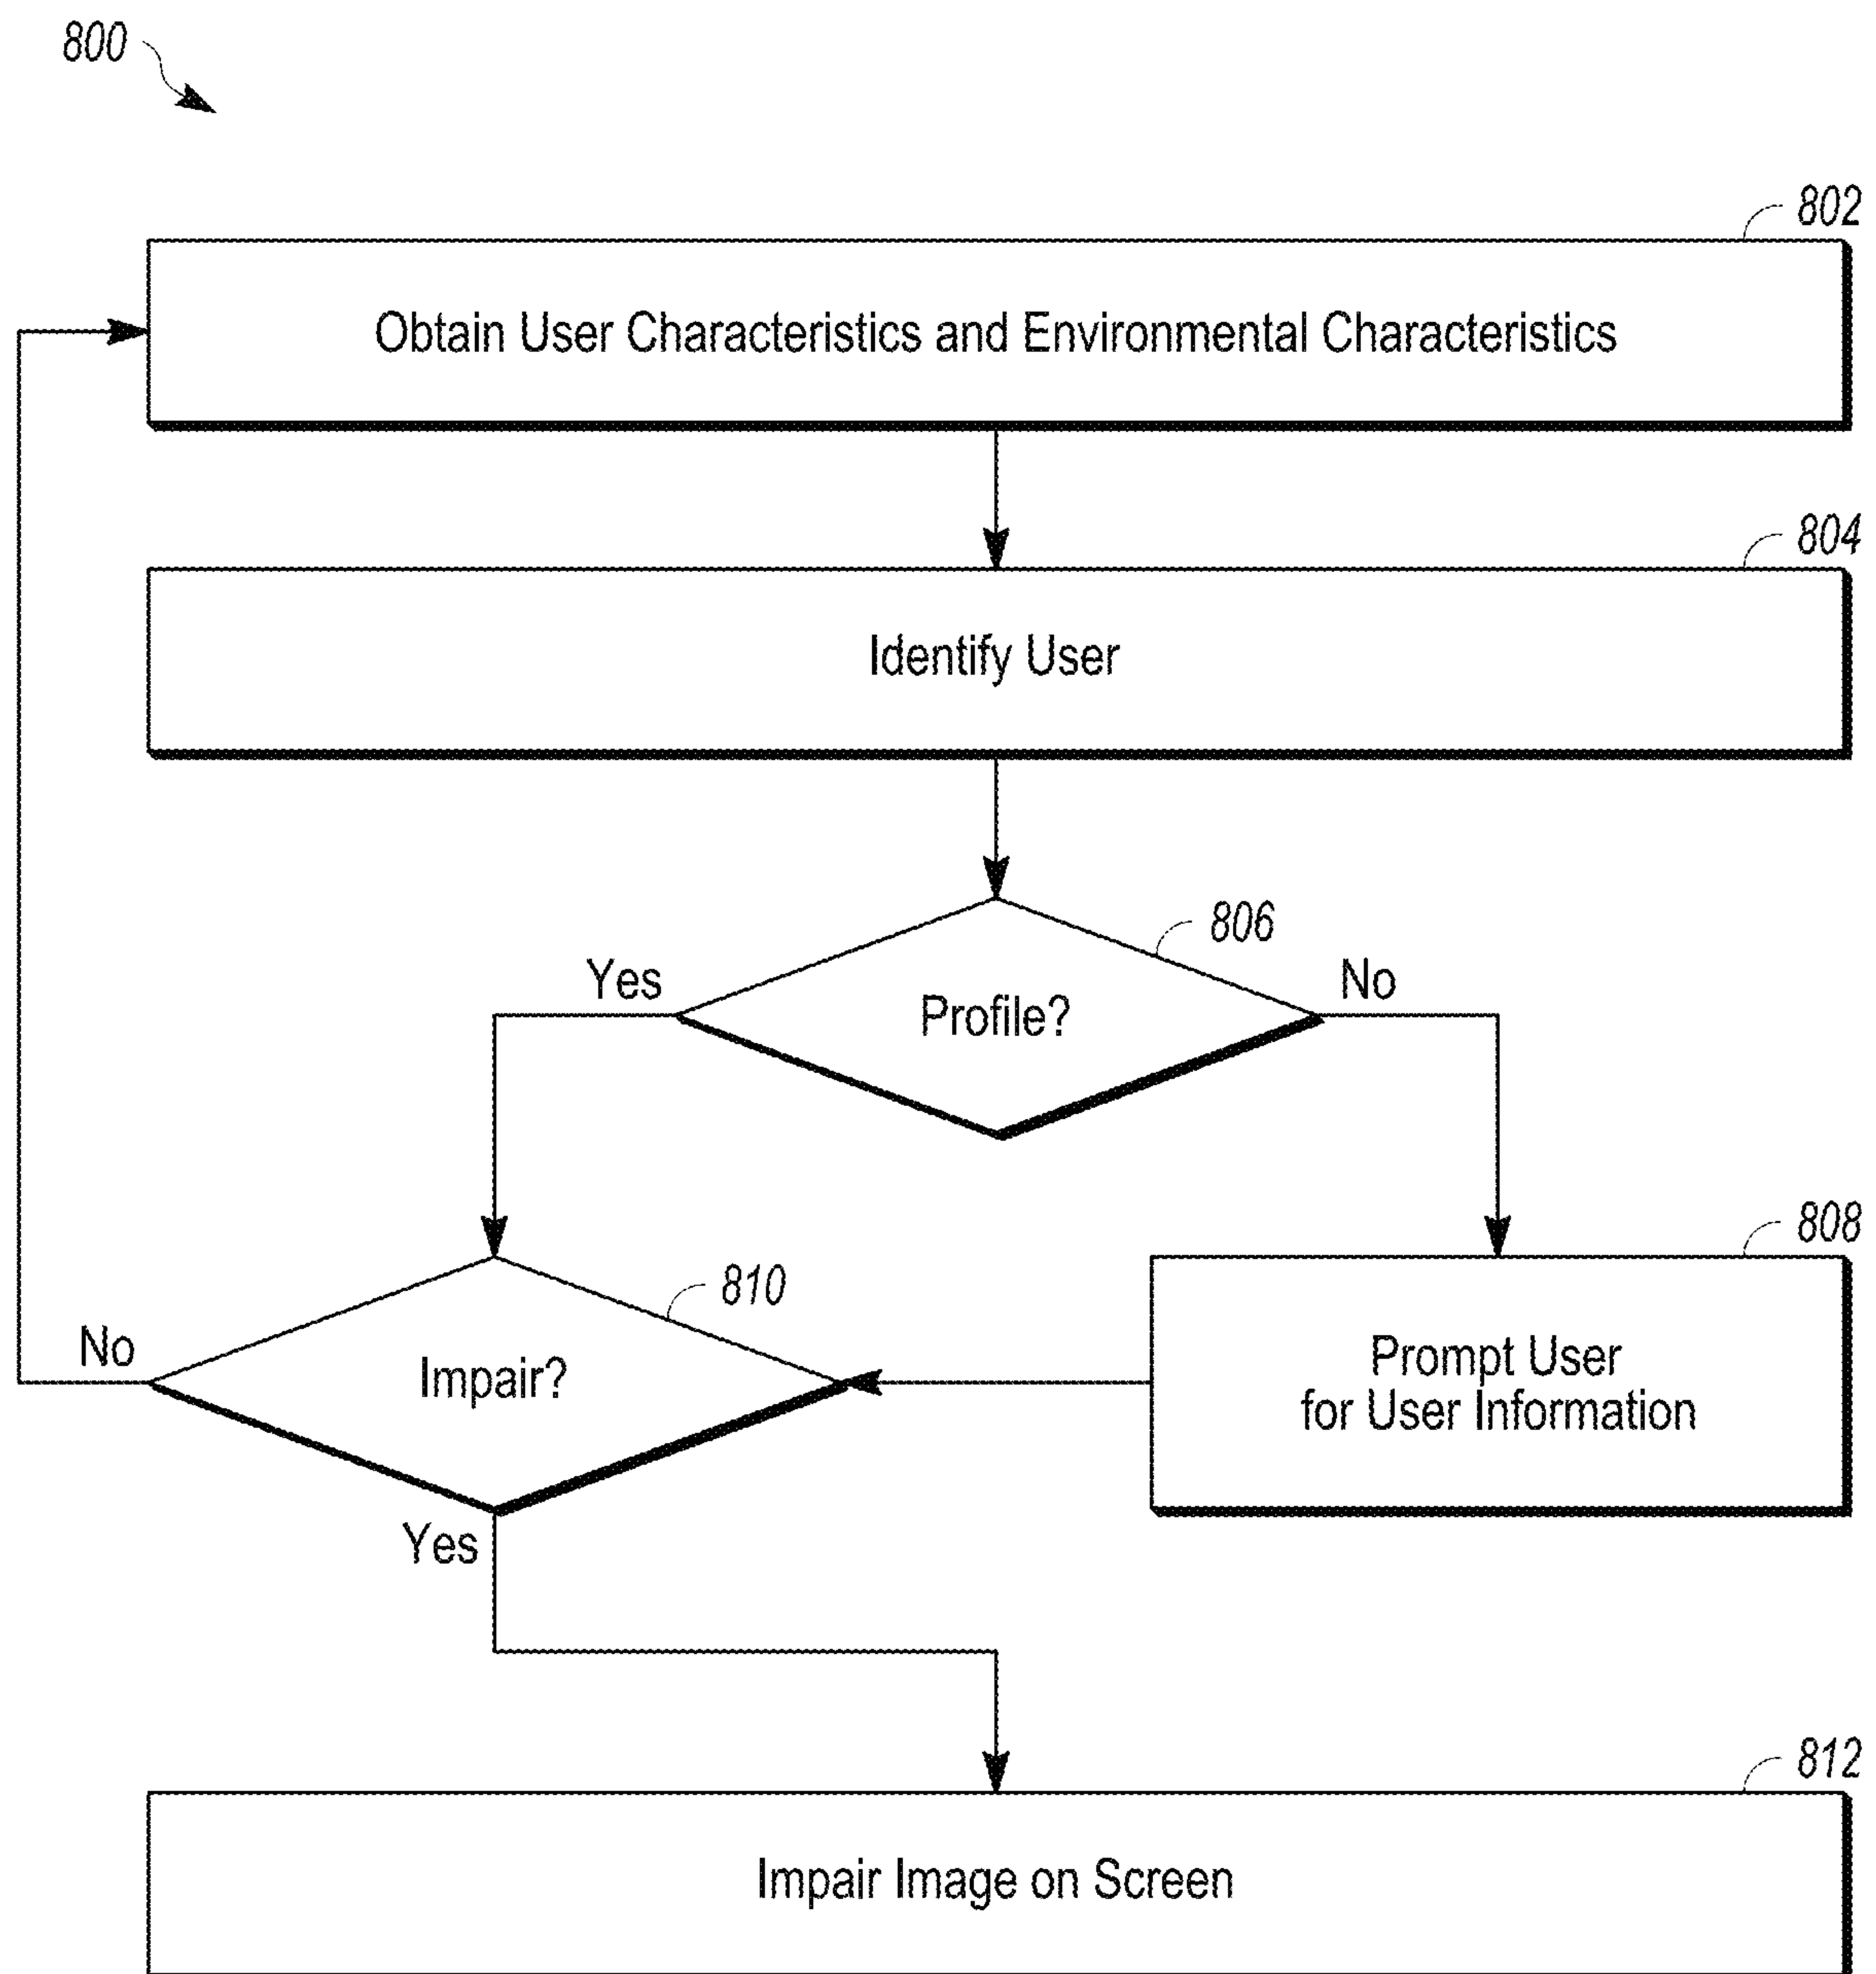 800
802
Obtain User Characteristics and Environmental Characteristics
804
Identify User
806
Yes
No
Profile?
808
810
No
Impair?
Prompt User
for User Information
Yes
812
Impair Image on Screen